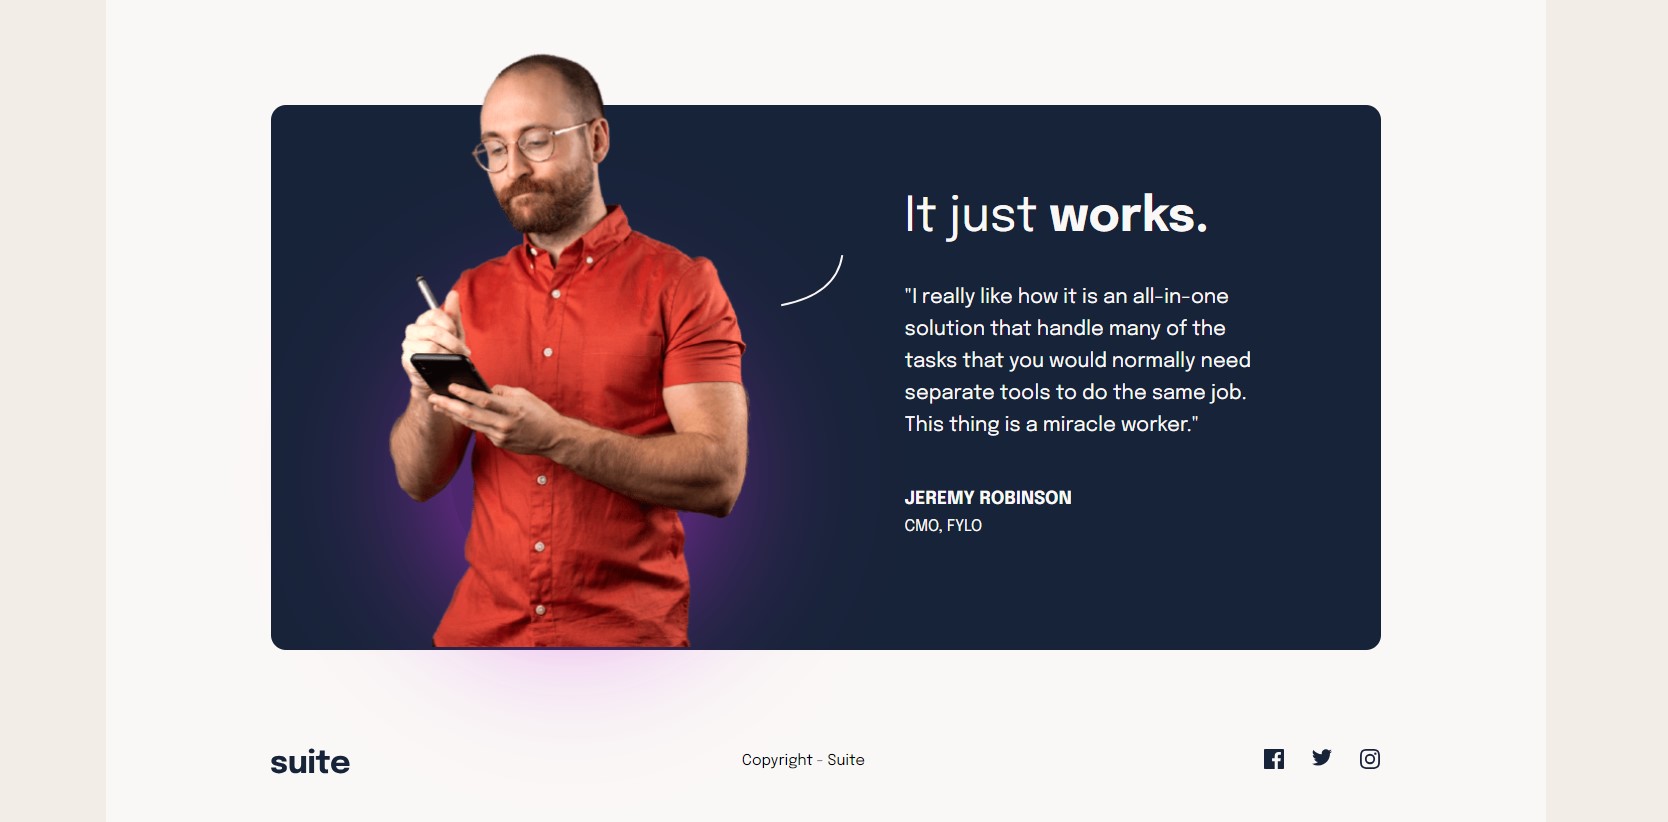 It just works.
"I really like how it is an all-in-one
solution that handle many of the
tasks that you would normally need
separate tools to do the same job.
This thing is a miracle worker."
JEREMY ROBINSON
CMO, FYLO
suite
Copyright - Suite